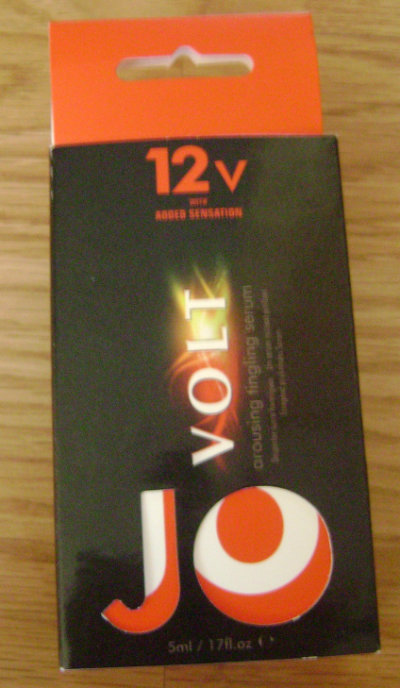 12v
WITH
ADDED SENSATION
VOLT
arousing tingling serum
JO
5ml / 17fl.oz